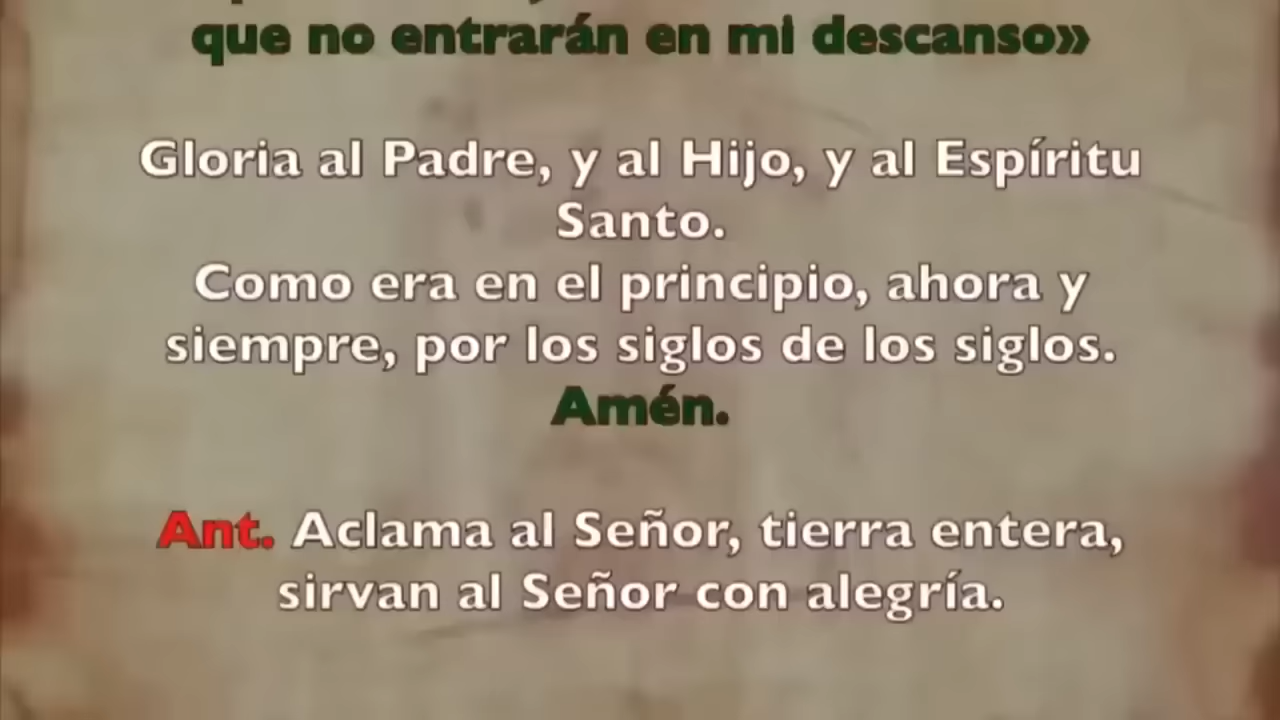 que no entrarán en mi descanso»
Gloria al Padre, y al Hijo, y al Espíritu
Santo.
Como era en el principio, ahora y
siempre, por los siglos de los siglos.
Amén.
Ant. Aclama al Señor, tierra entera,
sirvan al Señor con alegría.